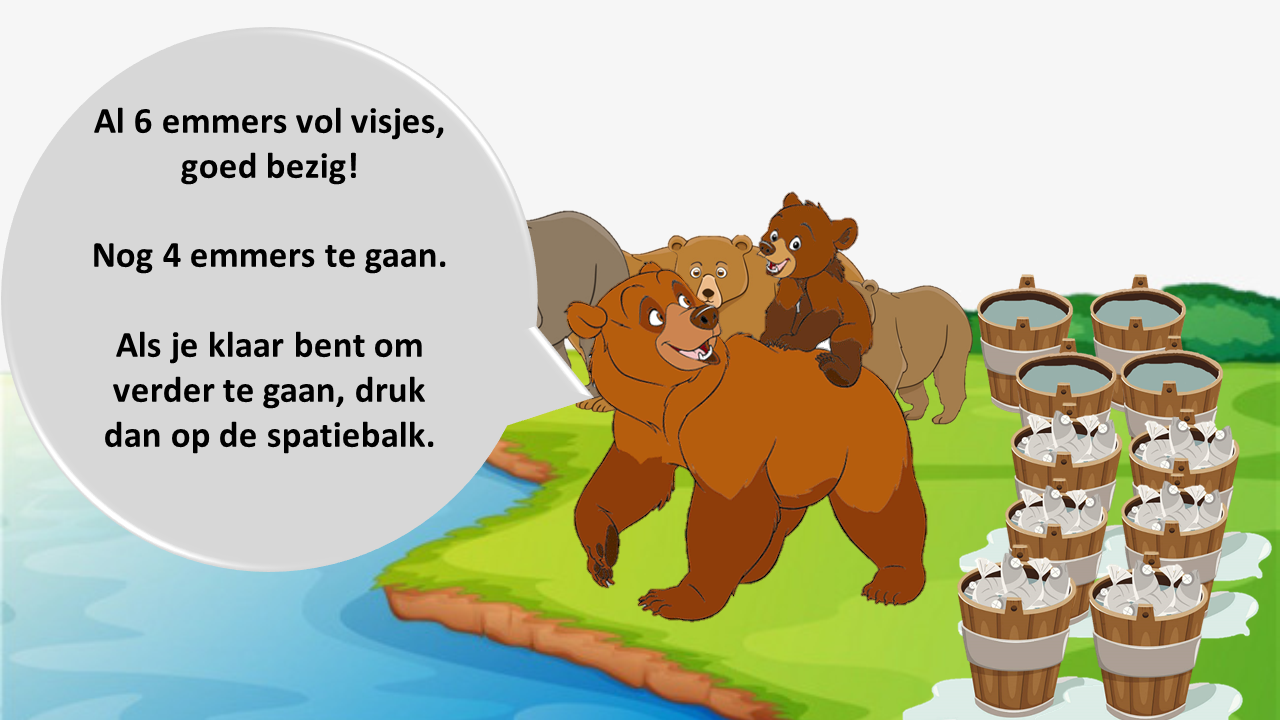 Al 6 emmers vol visjes,
goed bezig!
Nog 4 emmers te gaan.
Als je klaar bent om
verder te gaan, druk
dan op de spatiebalk.